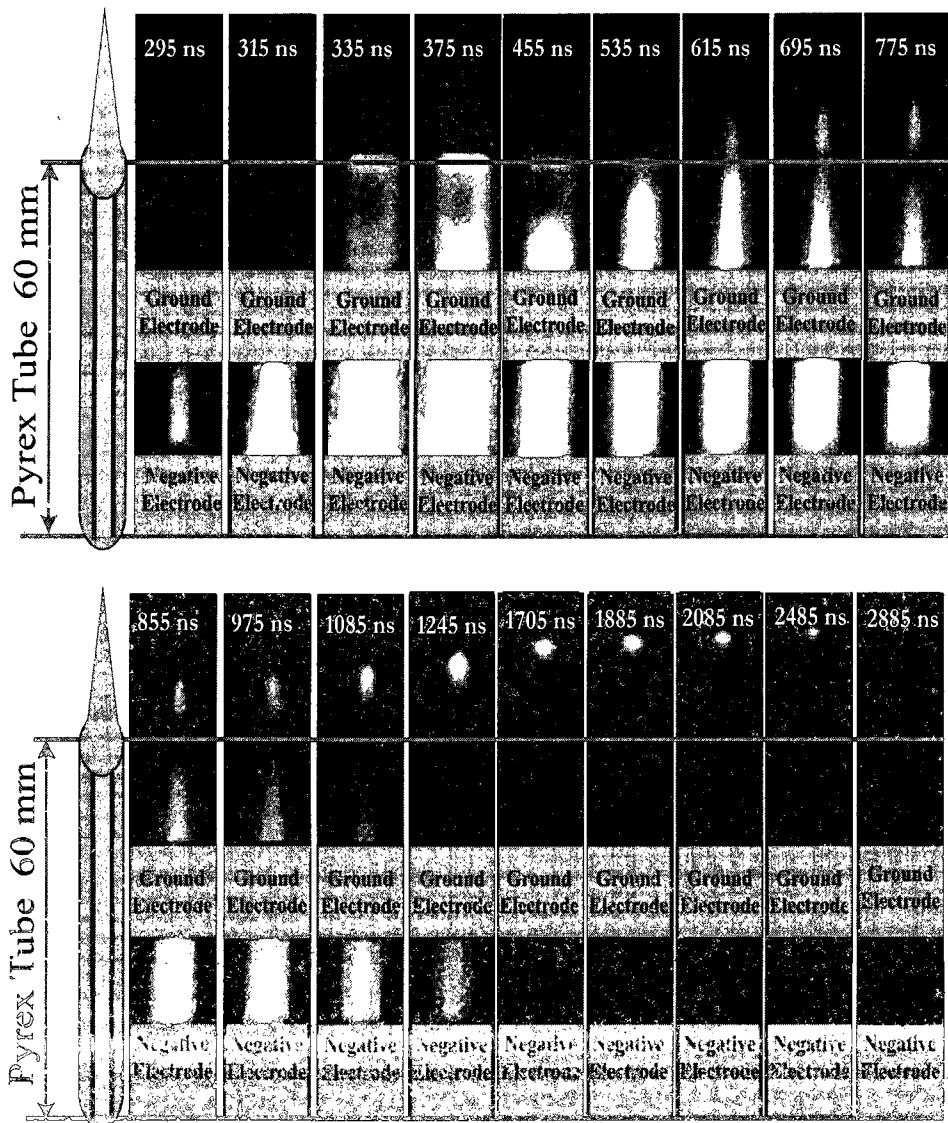 295 ns 315 ns 335 ns 375 ns 455 ns 535 ns 615 ns 695 ns 775 ns
Pyrex Tube 60 mm
Ground Ground Ground Ground Ground Ground Ground Ground Ground
Electrode Electrode Electrode Electrode Electrode Electrode Electrode Electrode Electrode
Negative Negative Negative Negative Negative Negative Negative Negative Negative
Electrode Electrode Electrode Electrode Electrode Electrode Electrode Electrode Electrode
855 ns 975 ns 1085 ns 1245 ns 1705 ns 1885 ns 2085 ns 2485 ns 2885 ns
Pyrex Tube 60 mm
Ground Ground Ground Ground Ground Ground Ground Ground Ground
Electrode Electrode Electrode Electrode Electrode Electrode Electrode Electrode Electrode
Negative Negative Negative Negative Negative Negative Negative Negative Negative
Electrode Electrode Electrode Electrode Electrode Electrode Electrode Electrode Electrode